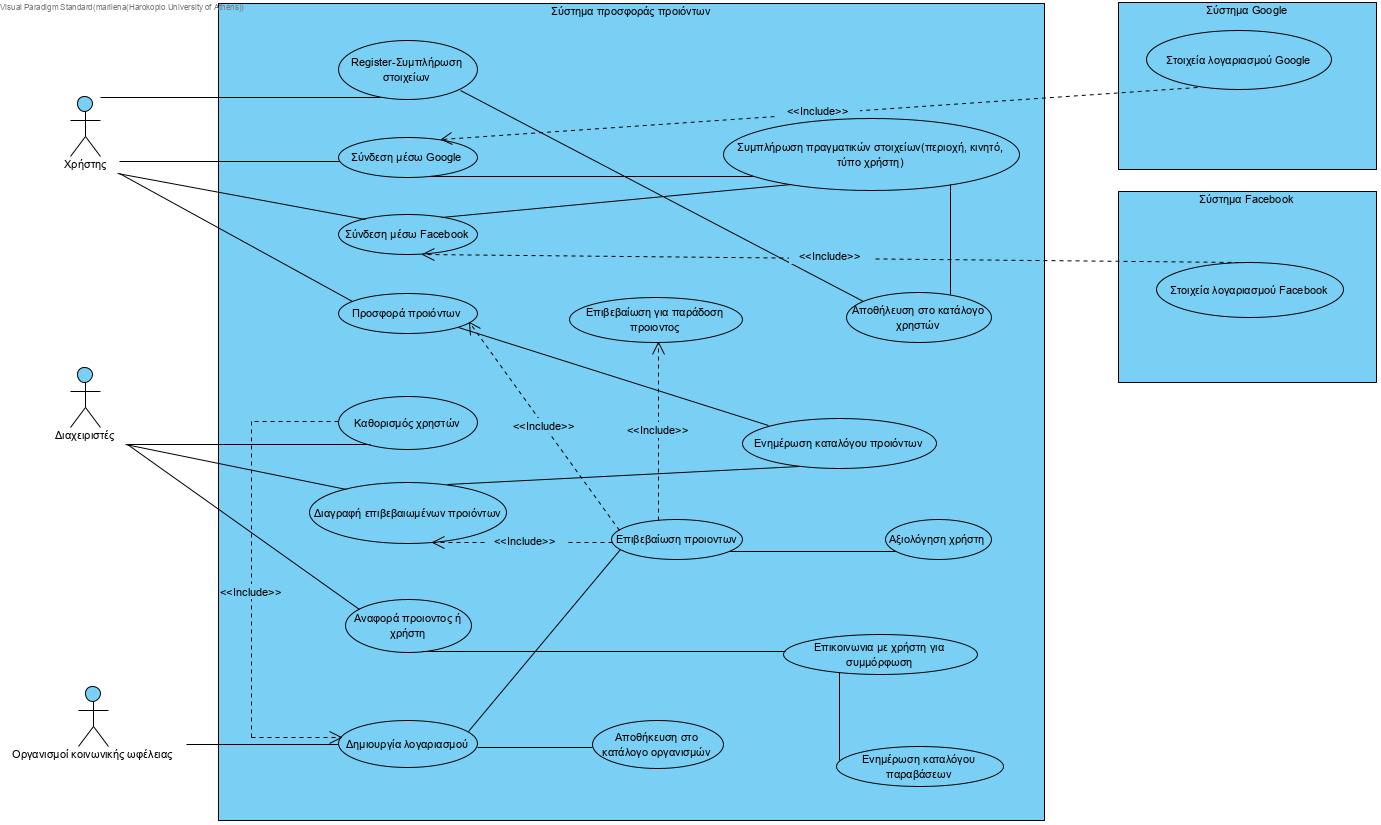 Visual Paradigm Standard(marilena(Harokopio University of Athens))
Σύστημα προσφοράς προιόντων
Σύστημα Google
Στοιχεία λογαριασμού Google
Register-Συμπλήρωση
στοιχείων
<<Include>>
Χρήστης
Σύνδεση μέσω Google
Συμπλήρωση πραγματικών στοιχείων(περιοχή, κινητό,
τύπο χρήστη)
Σύστημα Facebook
Σύνδεση μέσω Facebook
<<Include>>
Στοιχεία λογαριασμού Facebook
Προσφορά προιόντων
Επιβεβαίωση για παράδοση
προιοντος
Αποθήλευση στο κατάλογο
χρηστών
Διαχειριστές
Καθορισμός χρηστών
<<Include>>
<<Include>>
Ενημέρωση καταλόγου προιόντων
Διαγραφή επιβεβαιωμένων προιόντων
<<Include>>
Επιβεβαίωση προιοντων
Αξιολόγηση χρήστη
<<Include>>
Αναφορά προιοντος ή
χρήστη
Επικοινωνια με χρήστη για
συμμόρφωση
Οργανισμοί κοινωνικής ωφέλειας
Δημιουργία λογαριασμού
Αποθήκευση στο
κατάλογο οργανισμών
Ενημέρωση καταλόγου
παραβάσεων